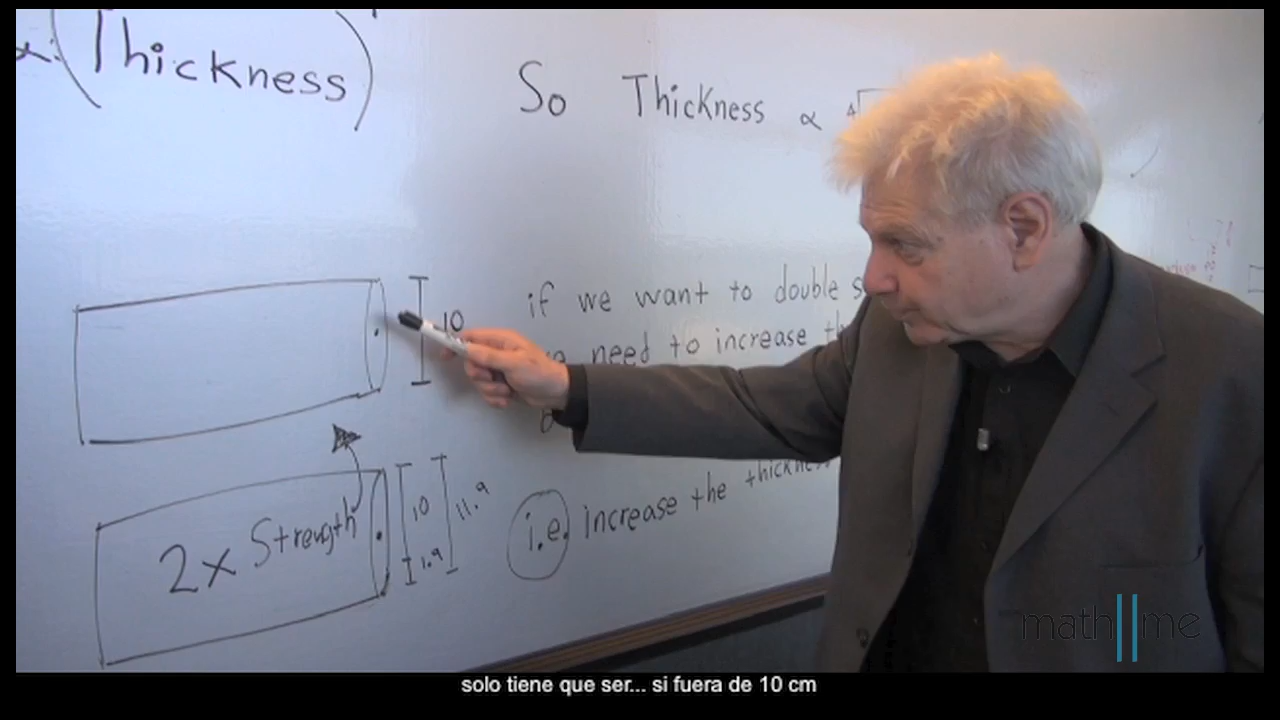 (Thickness)
So Thickness ∝
10
if we want to double
need to increase
2x Strength
10
11.9
1.9
i.e. increase the thickness
math me
solo tiene que ser... si fuera de 10 cm